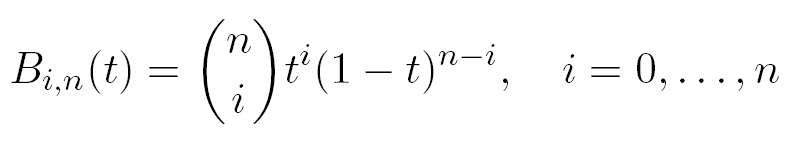 B_{i,n}(t) = \binom{n}{i} t^i (1 - t)^{n-i}, \quad i = 0, \ldots, n